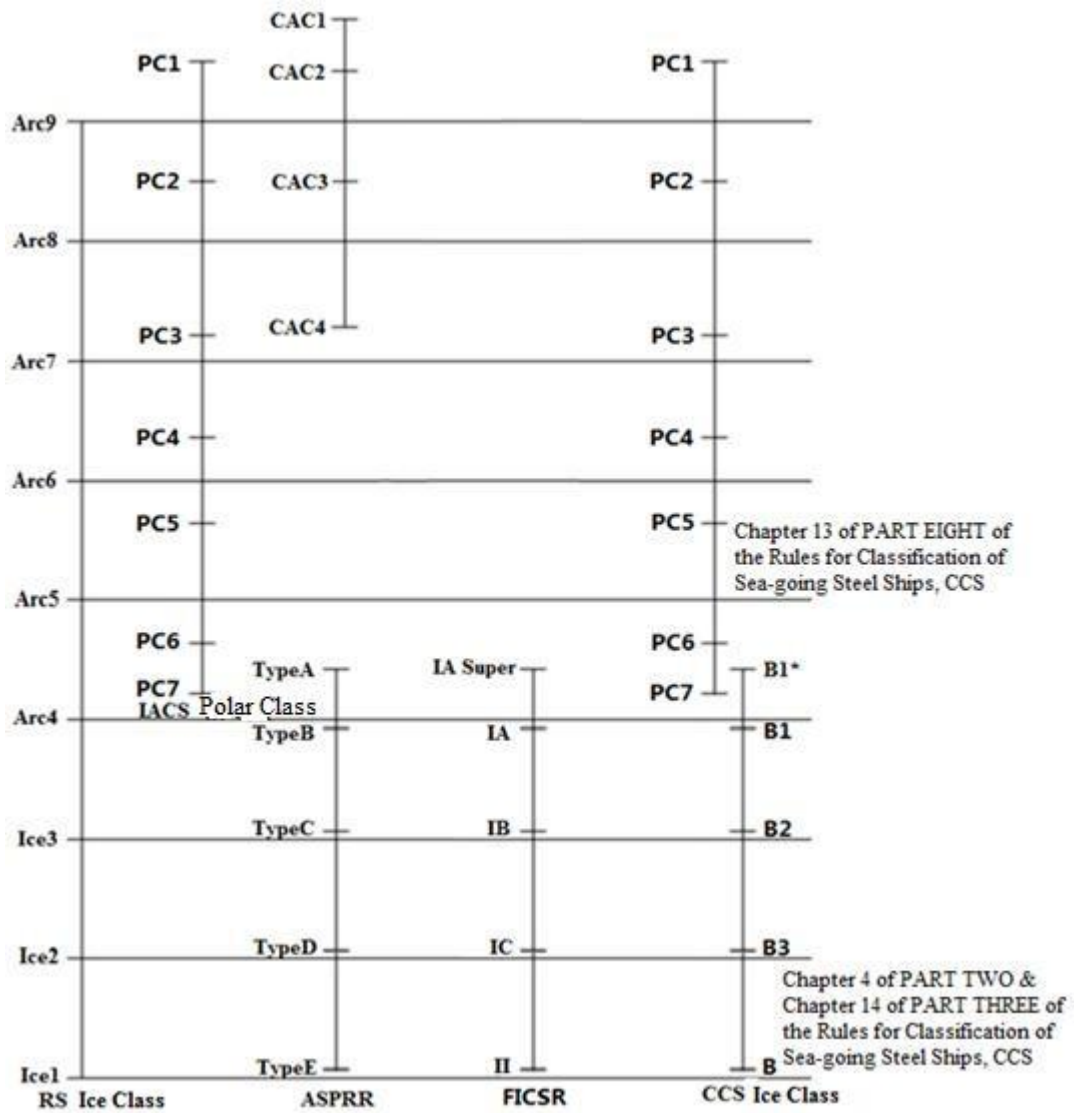 CAC1
PC1
PC1
CAC2
Arc9
PC2
CAC3
PC2
Arc8
CAC4
PC3
PC3
Arc7
PC4
PC4
Arc6
PC5
PC5
Chapter 13 of PART EIGHT of
the Rules for Classification of
Sea-going Steel Ships, CCS
Arc5
PC6
PC6
TypeA
IA Super
B1*
PC7
PC7
IACS Polar Class
Arc4
TypeB
IA
B1
Ice3
TypeC
IB
B2
Ice2
TypeD
IC
B3
Chapter 4 of PART TWO &
Chapter 14 of PART THREE of
the Rules for Classification of
Sea-going Steel Ships, CCS
Ice1
TypeE
II
B
RS Ice Class
ASPRR
FICSR
CCS Ice Class